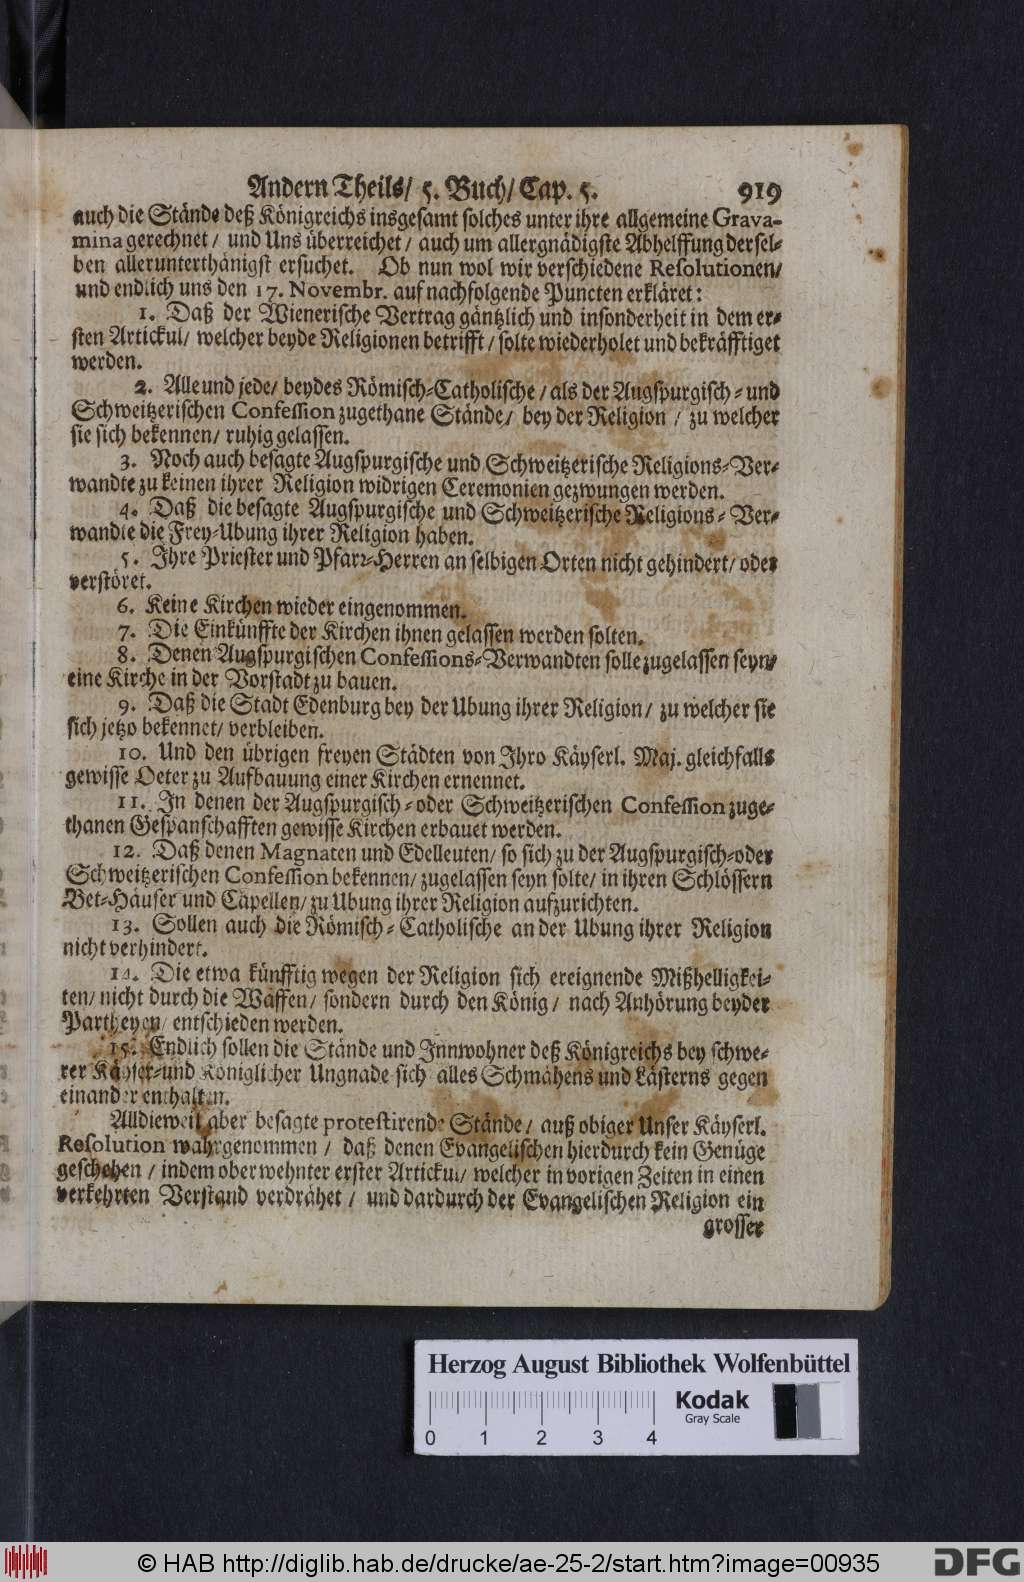 Andern Theils/ 5. Buch/ Cap. 5. 919
auch die Stände deß Königreichs insgesamt solches unter ihre allgemeine Grava-
mina gerechnet/ und Uns überreichet/ auch um allergnädigste Abhelffung dersel-
ben allerunterthänigst ersuchet. Ob nun wol wir verschiedene Resolutionen/
und endlich uns den 17. Novembr. auf nachfolgende Puncten erkläret:
1. Daß der Wienerische Vertrag gäntzlich und insonderheit in dem er-
sten Artickul/ welcher beyde Religionen betrifft/ solte wiederholet und bekräfftiget
werden.
2. Alle und jede/ beydes Römisch-Catholische/ als der Augspurgisch- und
Schweitzerischen Confession zugethane Stände/ bey der Religion/ zu welcher
sie sich bekennen/ ruhig gelassen.
3. Noch auch besagte Augspurgische und Schweitzerische Religions-Ver-
wandte zu keinen ihrer Religion widrigen Ceremonien gezwungen werden.
4. Daß die besagte Augspurgische und Schweitzerische Religions-Ver-
wandte die Frey-Ubung ihrer Religion haben.
5. Ihre Priester und Pfarr-Herren an selbigen Orten nicht gehindert/ oder
verstöret.
6. Keine Kirchen wieder eingenommen.
7. Die Einkünffte der Kirchen ihnen gelassen werden solten.
8. Denen Augspurgischen Confessions-Verwandten solle zugelassen seyn/
eine Kirche in der Vorstadt zu bauen.
9. Daß die Stadt Edenburg bey der Ubung ihrer Religion/ zu welcher sie
sich jetzo bekennet/ verbleiben.
10. Und den übrigen freyen Städten von Ihro Käyserl. Maj. gleichfalls
gewisse Oeter zu Aufbauung einer Kirchen ernennet.
11. In denen der Augspurgisch- oder Schweitzerischen Confession zuge-
thanen Gespanschafften gewisse Kirchen erbauet werden.
12. Daß denen Magnaten und Edelleuten/ so sich zu der Augspurgisch- oder
Schweitzerischen Confession bekennen/ zugelassen seyn solte/ in ihren Schlössern
Bet-Häuser und Capellen/ zu Ubung ihrer Religion aufzurichten.
13. Sollen auch die Römisch-Catholische an der Ubung ihrer Religion
nicht verhindert.
14. Die etwa künfftig wegen der Religion sich ereignende Mißhelligkei-
ten/ nicht durch die Waffen/ sondern durch den König/ nach Anhörung beyder
Partheyen/ entschieden werden.
15. Endlich sollen die Stände und Innwohner deß Königreichs bey schwe-
rer Käyser- und Königlicher Ungnade sich alles Schmähens und Lästerns gegen
einander enthalten.
Alldieweil aber besagte protestirende Stände/ auß obiger Unser Käyserl.
Resolution wahrgenommen/ daß denen Evangelischen hierdurch kein Genüge
geschehen/ indem oberwehnter erster Artickul/ welcher in vorigen Zeiten in einen
verkehrten Verstand verdrähet/ und dardurch der Evangelischen Religion ein
grosser
Herzog August Bibliothek Wolfenbüttel
0 1 2 3 4
Kodak
Gray Scale
© HAB http://diglib.hab.de/drucke/ae-25-2/start.htm?image=00935
DFG